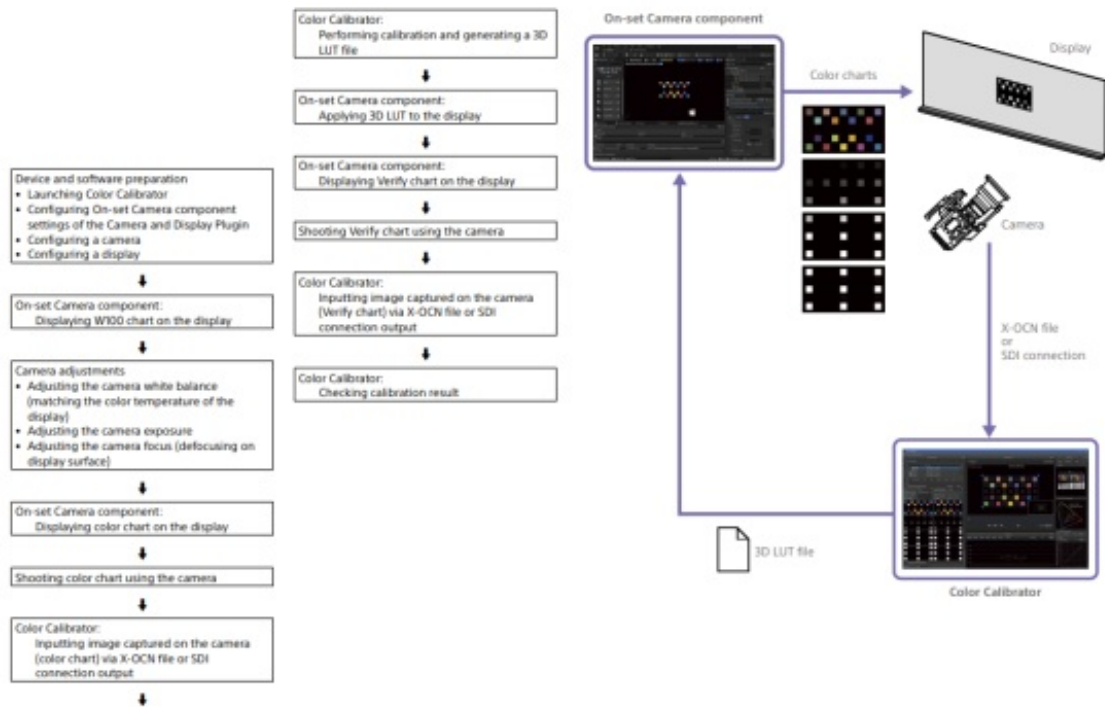 Device and software preparation
• Launching Color Calibrator
• Configuring On-set Camera component
settings of the Camera and Display Plugin
• Configuring a camera
• Configuring a display
On-set Camera component:
Displaying W100 chart on the display
Camera adjustments
• Adjusting the camera white balance
(matching the color temperature of the
display)
• Adjusting the camera exposure
• Adjusting the camera focus (defocusing on
display surface)
On-set Camera component:
Displaying color chart on the display
Shooting color chart using the camera
Color Calibrator:
Inputting image captured on the camera
(color chart) via X-OCN file or SDI
connection output
Color Calibrator:
Performing calibration and generating a 3D
LUT file
On-set Camera component:
Applying 3D LUT to the display
On-set Camera component:
Displaying Verify chart on the display
Shooting Verify chart using the camera
Color Calibrator:
Inputting image captured on the camera
(Verify chart) via X-OCN file or SDI
connection output
Color Calibrator:
Checking calibration result
On-set Camera component
Color charts
Display
Camera
X-OCN file
or
SDI connection
3D LUT file
Color Calibrator